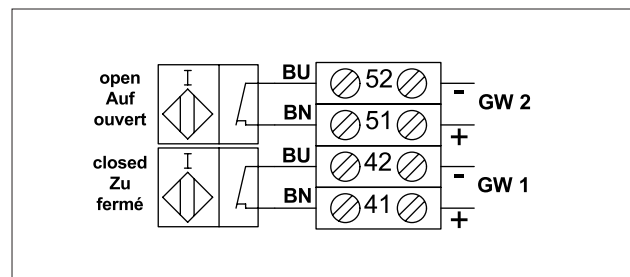 open
Auf
ouvert
I
BU
52
-
GW 2
BN
51
+
closed
Zu
fermé
I
BU
42
-
GW 1
BN
41
+